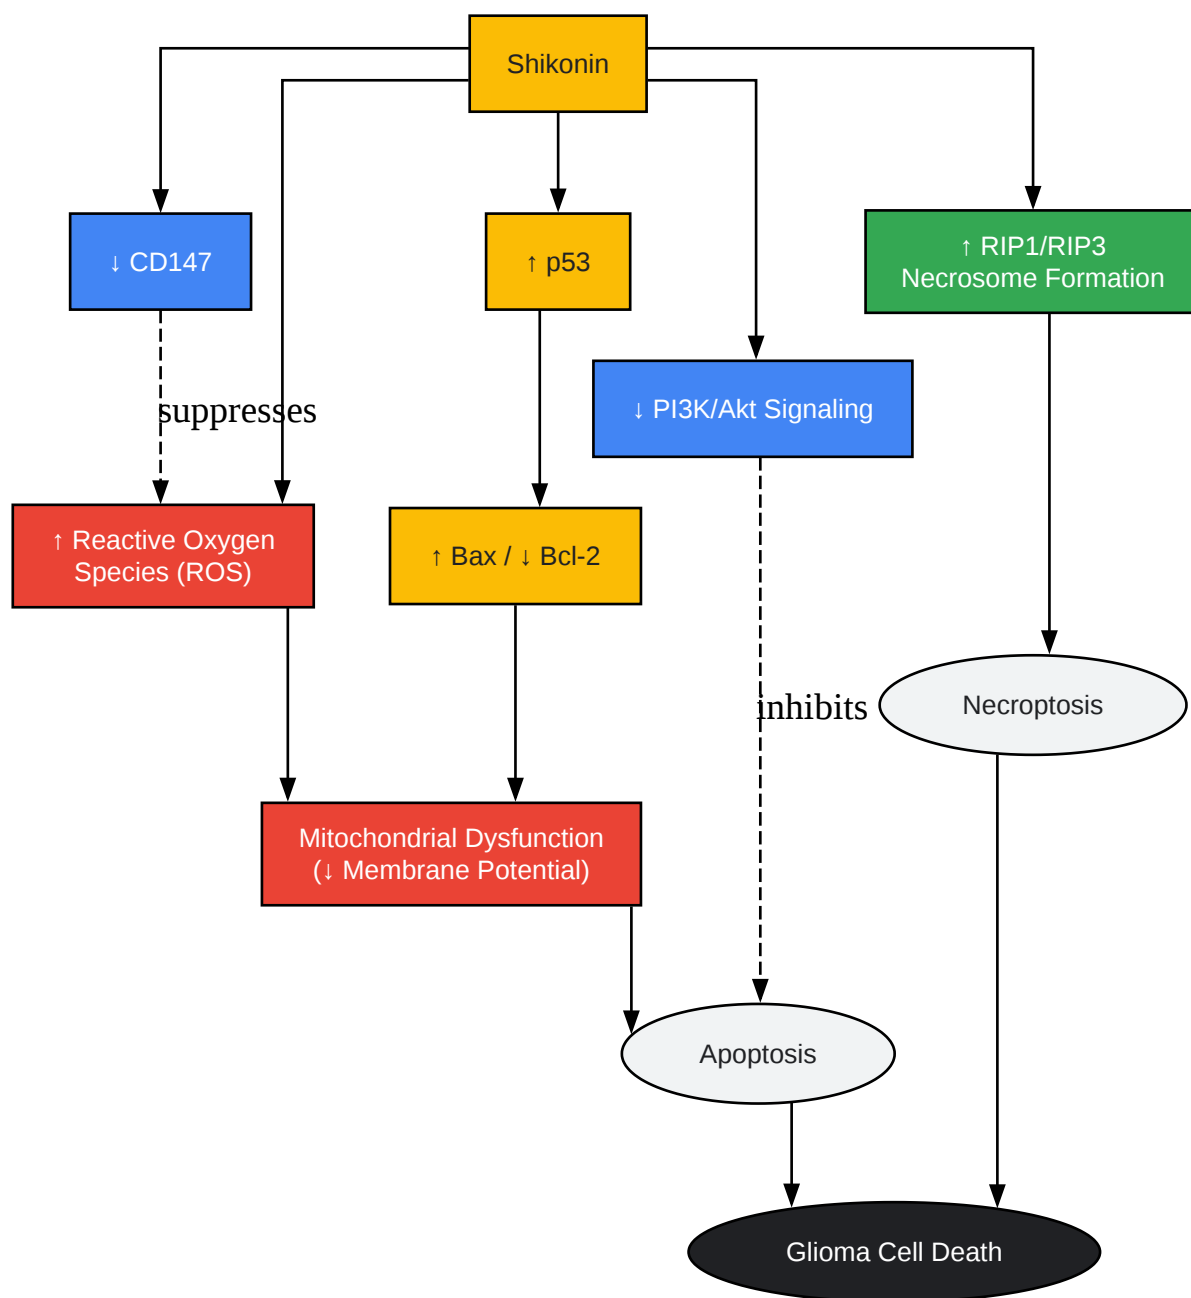 Shikonin
↓ CD147
↑ p53
↑ RIP1/RIP3
Necrosome Formation
suppresses
↓ PI3K/Akt Signaling
↑ Reactive Oxygen
Species (ROS)
↑ Bax / ↓ Bcl-2
inhibits
Necroptosis
Mitochondrial Dysfunction
(↓ Membrane Potential)
Apoptosis
Glioma Cell Death